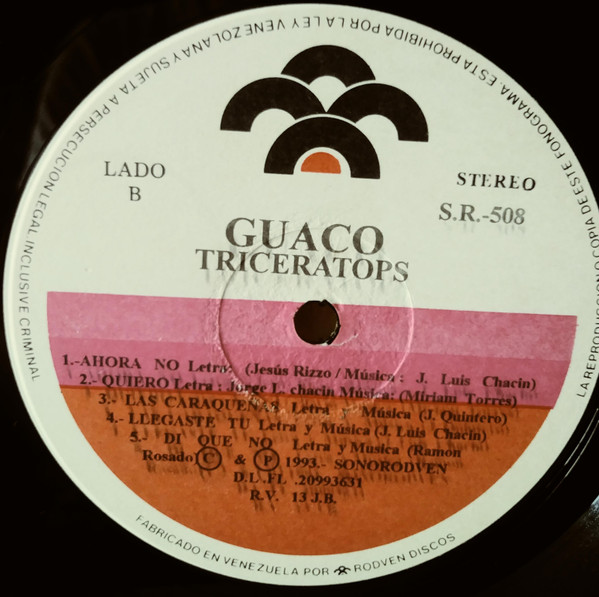 LA REPRODUCCION O COPIA DE ESTE FONOGRAMA, ESTA PROHIBIDA POR LA LEY VENEZOLANA Y SUJETA A PERSECUCION LEGAL INCLUSIVE CRIMINAL
LADO
B
STEREO
S.R.-508
GUACO
TRICERATOPS
1.-AHORA NO Letra: (Jesús Rizzo / Música : J. Luis Chacin)
2.- QUIERO Letra : Jorge L. chacin Música: (Miriam Torres)
3.- LAS CARAQUEÑAS Letra y Música (J. Quintero)
4.- LLEGASTE TU Letra y Música (J. Luis Chacin)
5.- DI QUE NO Letra y Musica (Ramon
Rosado) C & P 1993.- SONORODVEN
D.L.FL .20993631
R.V. 13 J.B.
FABRICADO EN VENEZUELA POR RODVEN DISCOS